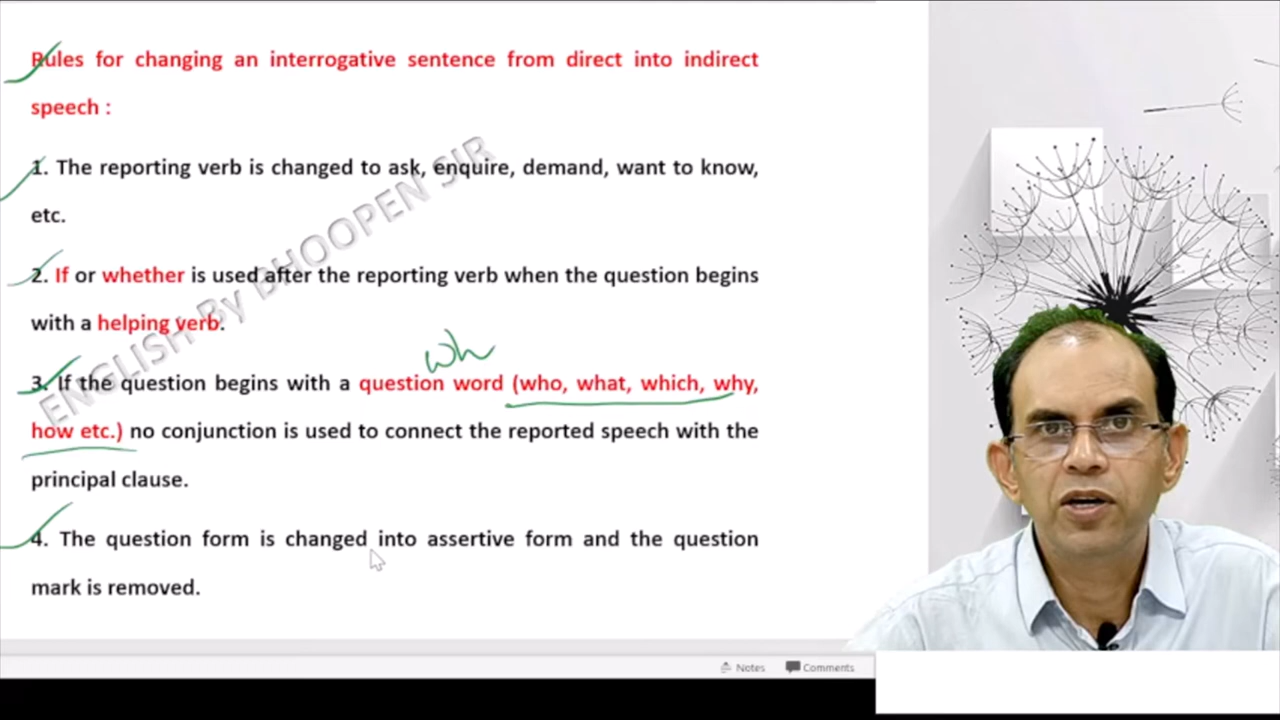 Rules for changing an interrogative sentence from direct into indirect
speech :
1. The reporting verb is changed to ask, enquire, demand, want to know,
etc.
2. If or whether is used after the reporting verb when the question begins
with a helping verb.
wh
3. If the question begins with a question word (who, what, which, why,
how etc.) no conjunction is used to connect the reported speech with the
principal clause.
4. The question form is changed into assertive form and the question
mark is removed.
ENGLISH By BHOOPEN SIR
Notes
Comments